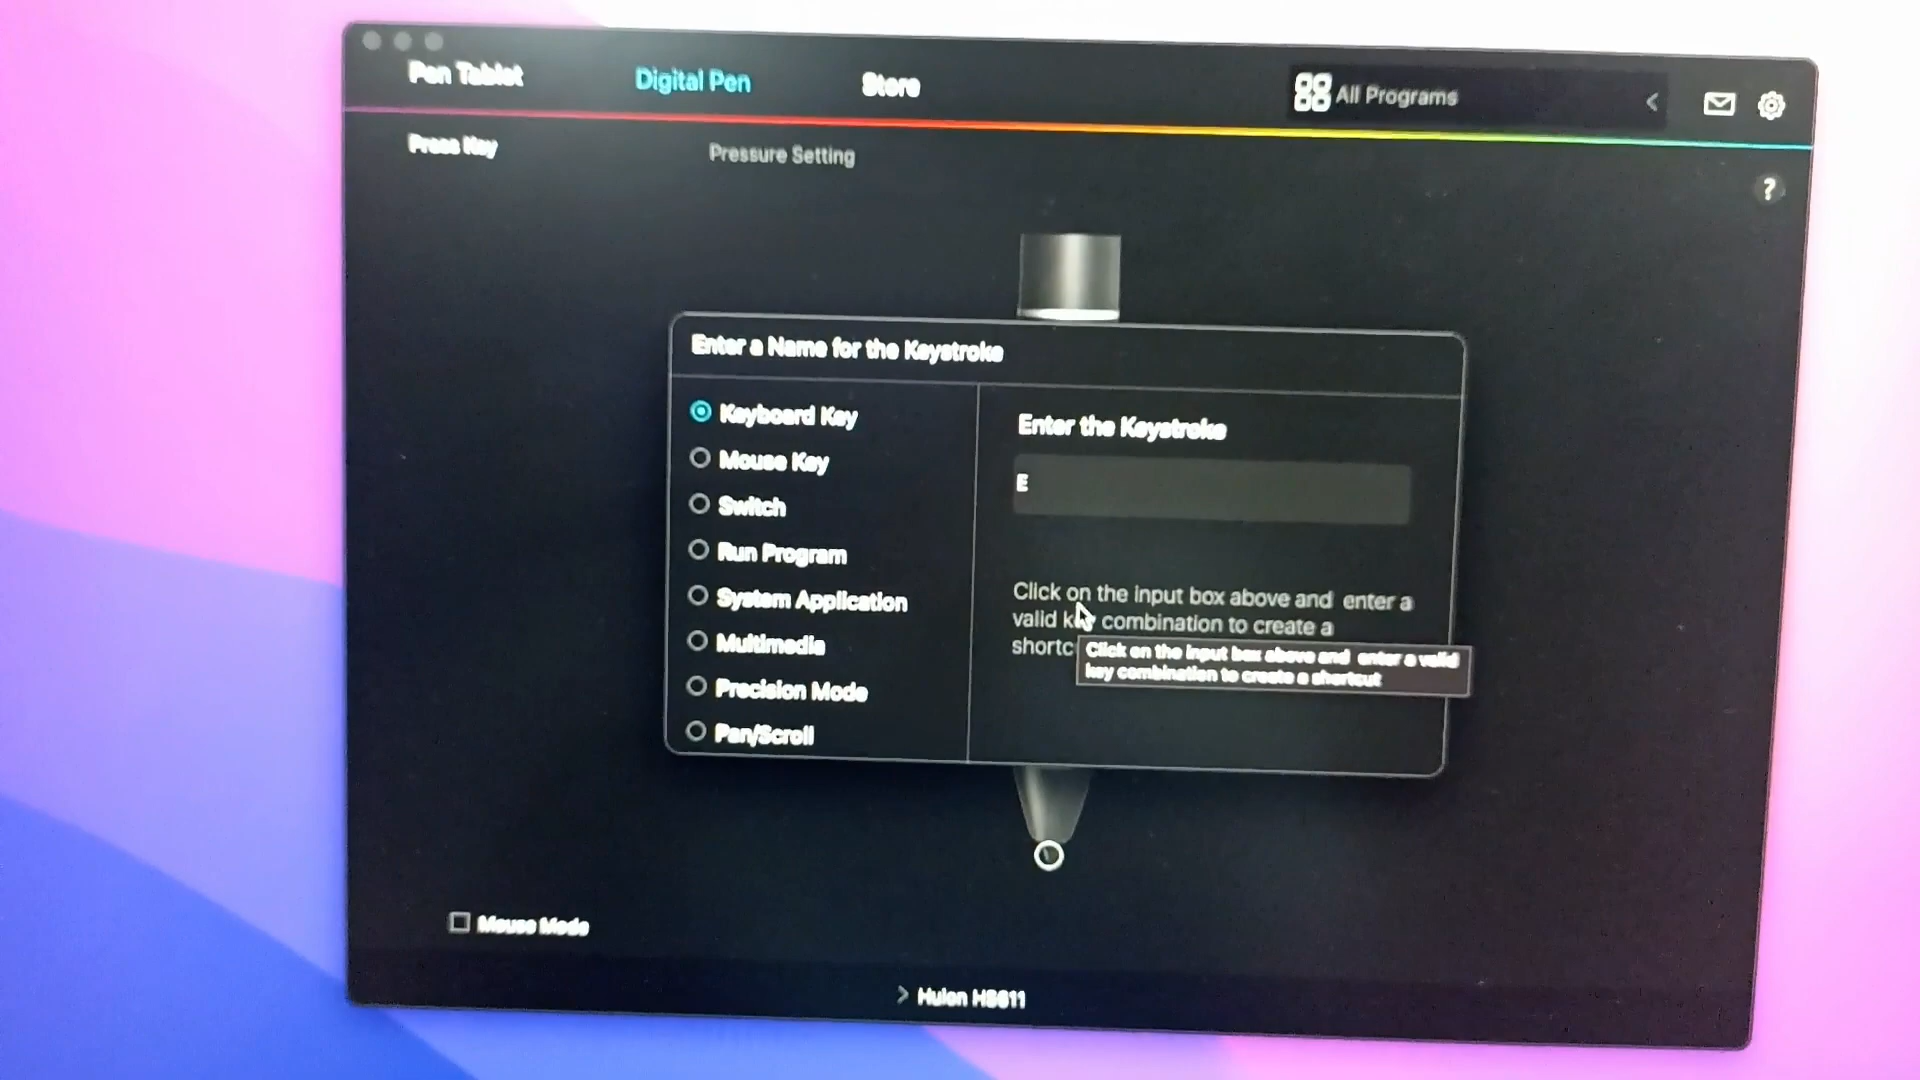 Pen Tablet
Digital Pen
Store
All Programs
Press Key
Pressure Setting
?
Enter a Name for the Keystroke
Keyboard Key
Mouse Key
Switch
Run Program
System Application
Multimedia
Precision Mode
Pan/Scroll
Enter the Keystroke
E
Click on the input box above and enter a
valid key combination to create a
shortc
Click on the input box above and enter a valid
key combination to create a shortcut
Mouse Mode
Huion